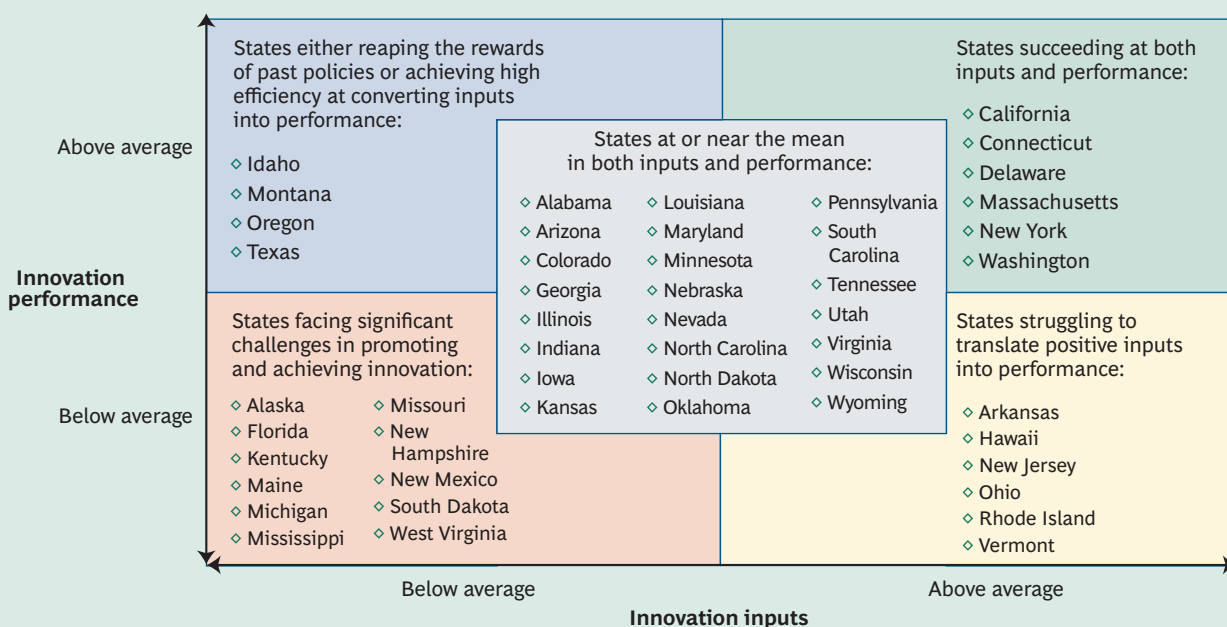 States either reaping the rewards
of past policies or achieving high
efficiency at converting inputs
into performance:
◇ Idaho
◇ Montana
◇ Oregon
◇ Texas
States succeeding at both
inputs and performance:
◇ California
◇ Connecticut
◇ Delaware
◇ Massachusetts
◇ New York
◇ Washington
States at or near the mean
in both inputs and performance:
◇ Alabama
◇ Arizona
◇ Colorado
◇ Georgia
◇ Illinois
◇ Indiana
◇ Iowa
◇ Kansas
◇ Louisiana
◇ Maryland
◇ Minnesota
◇ Nebraska
◇ Nevada
◇ North Carolina
◇ North Dakota
◇ Oklahoma
◇ Pennsylvania
◇ South
Carolina
◇ Tennessee
◇ Utah
◇ Virginia
◇ Wisconsin
◇ Wyoming
States facing significant
challenges in promoting
and achieving innovation:
◇ Alaska
◇ Florida
◇ Kentucky
◇ Maine
◇ Michigan
◇ Mississippi
◇ Missouri
◇ New
Hampshire
◇ New Mexico
◇ South Dakota
◇ West Virginia
States struggling to
translate positive inputs
into performance:
◇ Arkansas
◇ Hawaii
◇ New Jersey
◇ Ohio
◇ Rhode Island
◇ Vermont
Above average
Innovation
performance
Below average
Below average
Above average
Innovation inputs